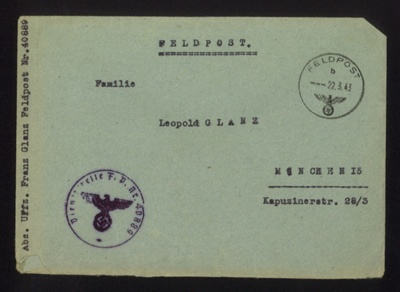 FELDPOST.
FELDPOST
b
22.3.43
Familie
Leopold GLANZ
MÜNCHEN 15
Kapuzinerstr. 28/3
Dienststelle F.P.Nr. 40889
Abs. Uffz. Franz Glanz Feldpost Nr. 40889